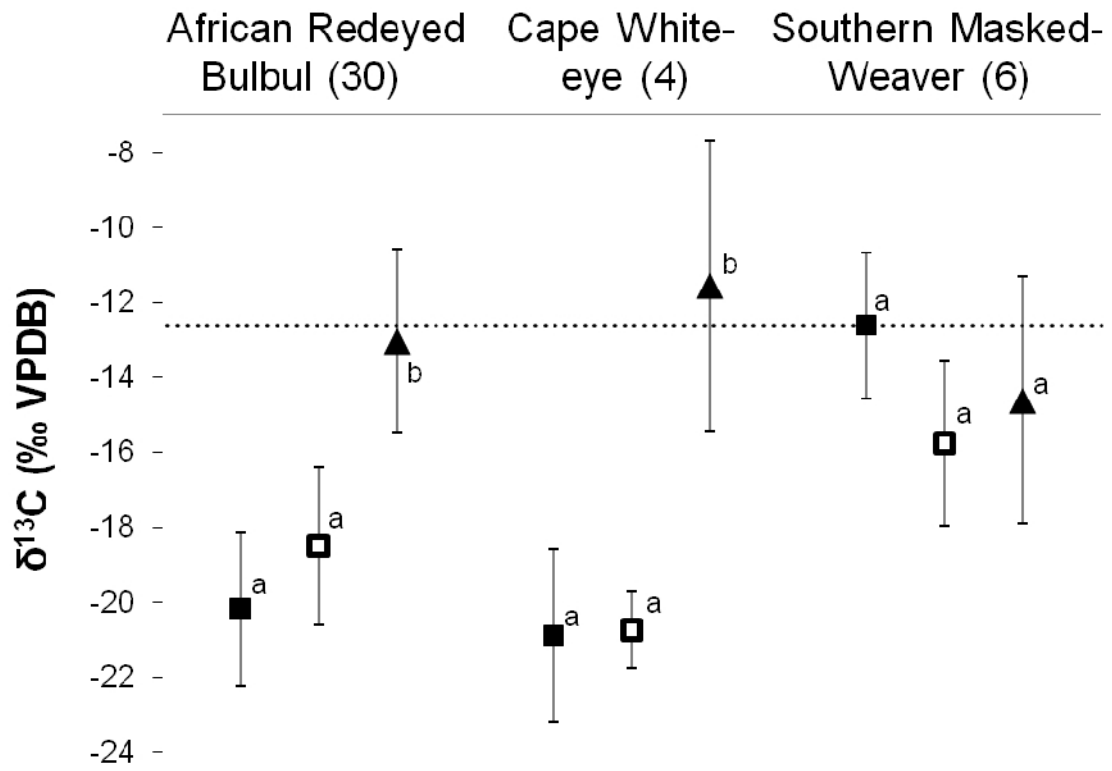 African Redeyed Bulbul (30)
Cape White-eye (4)
Southern Masked-Weaver (6)
δ¹³C (‰ VPDB)
-8
-10
-12
-14
-16
-18
-20
-22
-24
a
a
b
a
a
b
a
a
a